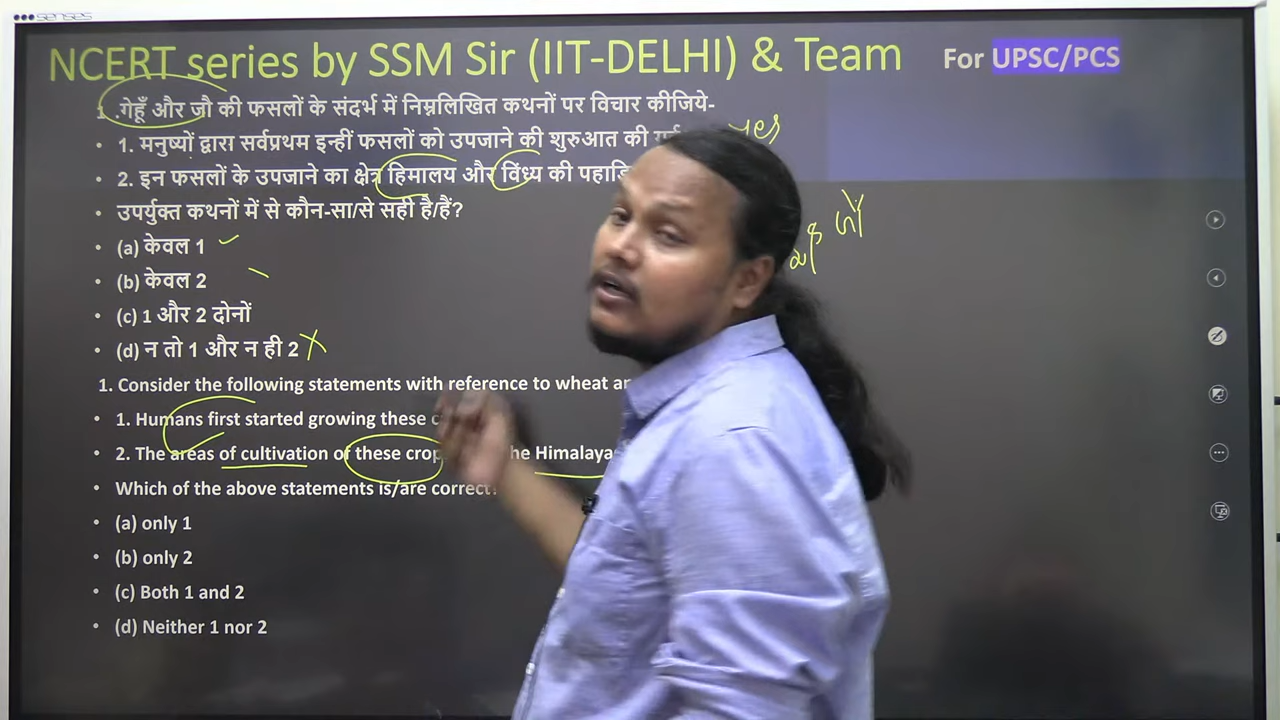 NCERT series by SSM Sir (IIT-DELHI) & Team For UPSC/PCS
1. .गेहूँ और जौ की फसलों के संदर्भ में निम्नलिखित कथनों पर विचार कीजिये-
• 1. मनुष्यों द्वारा सर्वप्रथम इन्हीं फसलों को उपजाने की शुरुआत की yes
• 2. इन फसलों के उपजाने का क्षेत्र हिमालय और विंध्य की
• उपर्युक्त कथनों में से कौन-सा/से सही है/हैं?
जौ
• (a) केवल 1
• (b) केवल 2
• (c) 1 और 2 दोनों
• (d) न तो 1 और न ही 2
1. Consider the following statements with reference to wheat
• 1. Humans first started growing these
• 2. The areas of cultivation of these Himalaya
• Which of the above statements is/are correct?
• (a) only 1
• (b) only 2
• (c) Both 1 and 2
• (d) Neither 1 nor 2